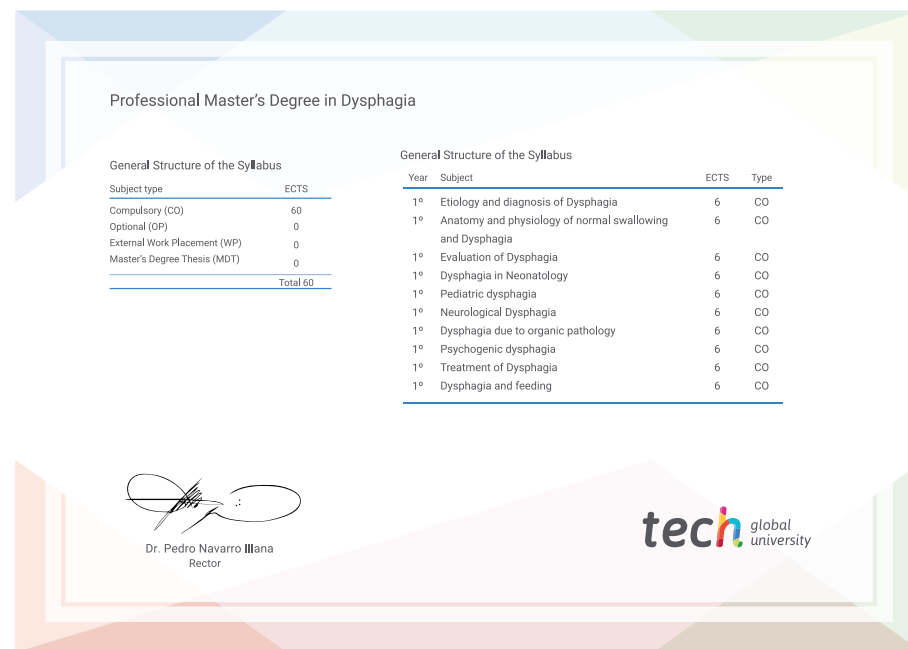 Professional Master's Degree in Dysphagia
General Structure of the Syllabus
Subject type ECTS
Compulsory (CO) 60
Optional (OP) 0
External Work Placement (WP) 0
Master's Degree Thesis (MDT) 0
Total 60
General Structure of the Syllabus
Year Subject ECTS Type
1º Etiology and diagnosis of Dysphagia 6 CO
1º Anatomy and physiology of normal swallowing 6 CO
and Dysphagia
1º Evaluation of Dysphagia 6 CO
1º Dysphagia in Neonatology 6 CO
1º Pediatric dysphagia 6 CO
1º Neurological Dysphagia 6 CO
1º Dysphagia due to organic pathology 6 CO
1º Psychogenic dysphagia 6 CO
1º Treatment of Dysphagia 6 CO
1º Dysphagia and feeding 6 CO
Dr. Pedro Navarro Illana
Rector
tech global
university